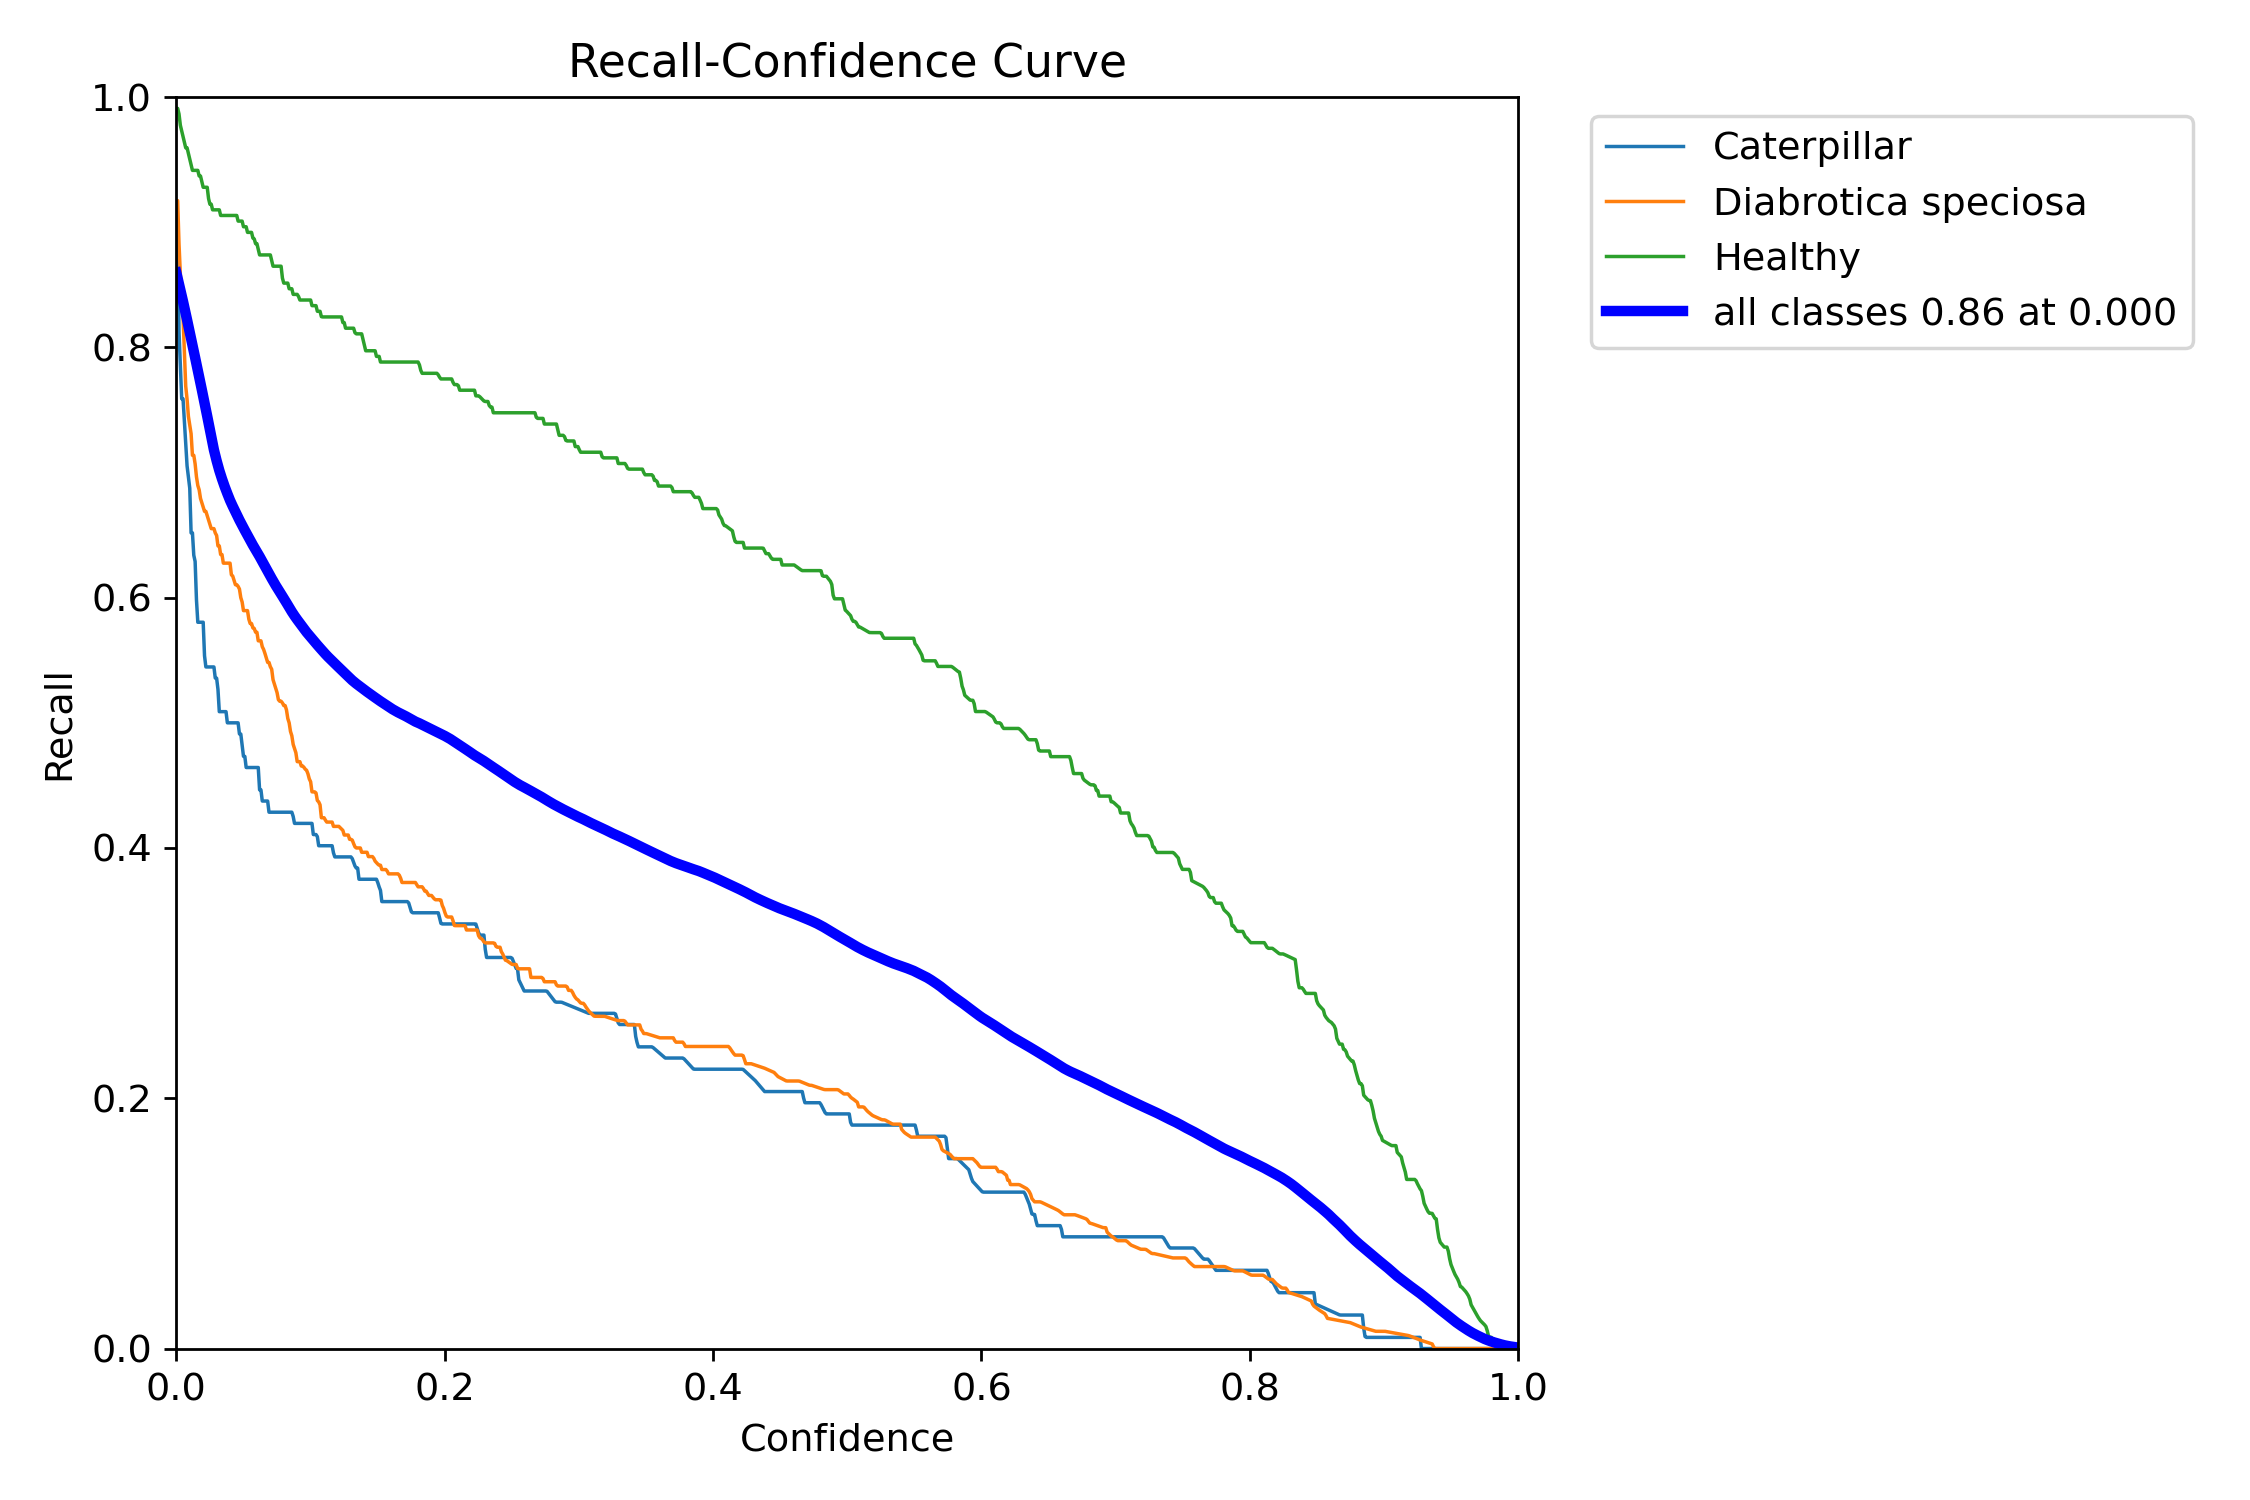 Recall-Confidence Curve
1.0
0.8
0.6
0.4
0.2
0.0
Recall
0.0 0.2 0.4 0.6 0.8 1.0
Confidence
Caterpillar
Diabrotica speciosa
Healthy
all classes 0.86 at 0.000